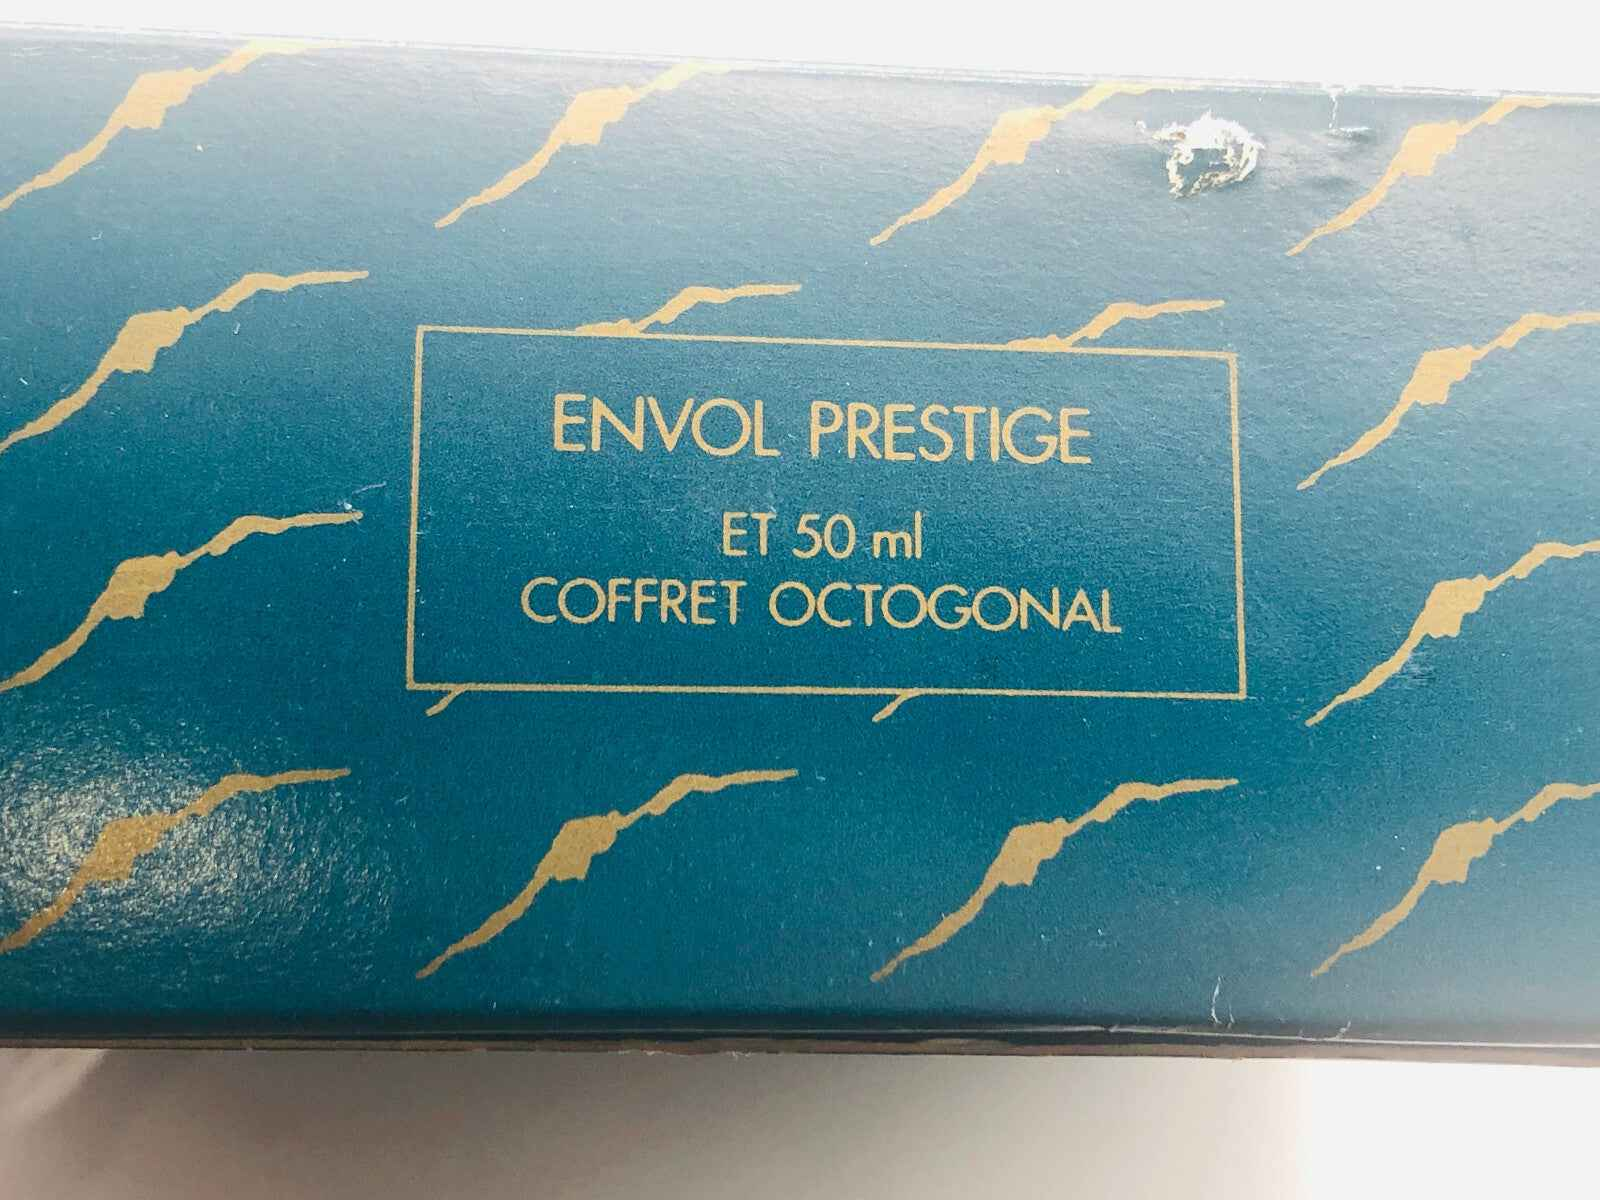 ENVOL PRESTIGE
ET 50 ml
COFFRET OCTOGONAL